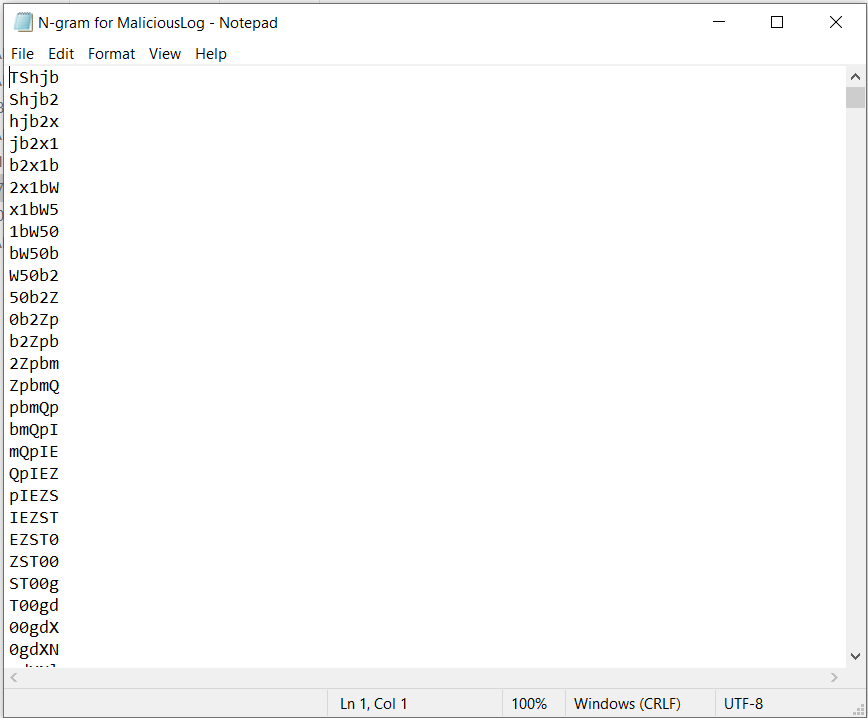 N-gram for MaliciousLog - Notepad
File Edit Format View Help
TShjb
Shjb2
hjb2x
jb2x1
b2x1b
2x1bW
x1bW5
1bW50
bW50b
W50b2
50b2Z
0b2Zp
b2Zpb
2Zpbm
ZpbmQ
pbmQp
bmQpI
mQpIE
QpIEZ
pIEZS
IEZST
EZST0
ZST00
ST00g
T00gd
00gdX
0gdXN
Ln 1, Col 1 100% Windows (CRLF) UTF-8